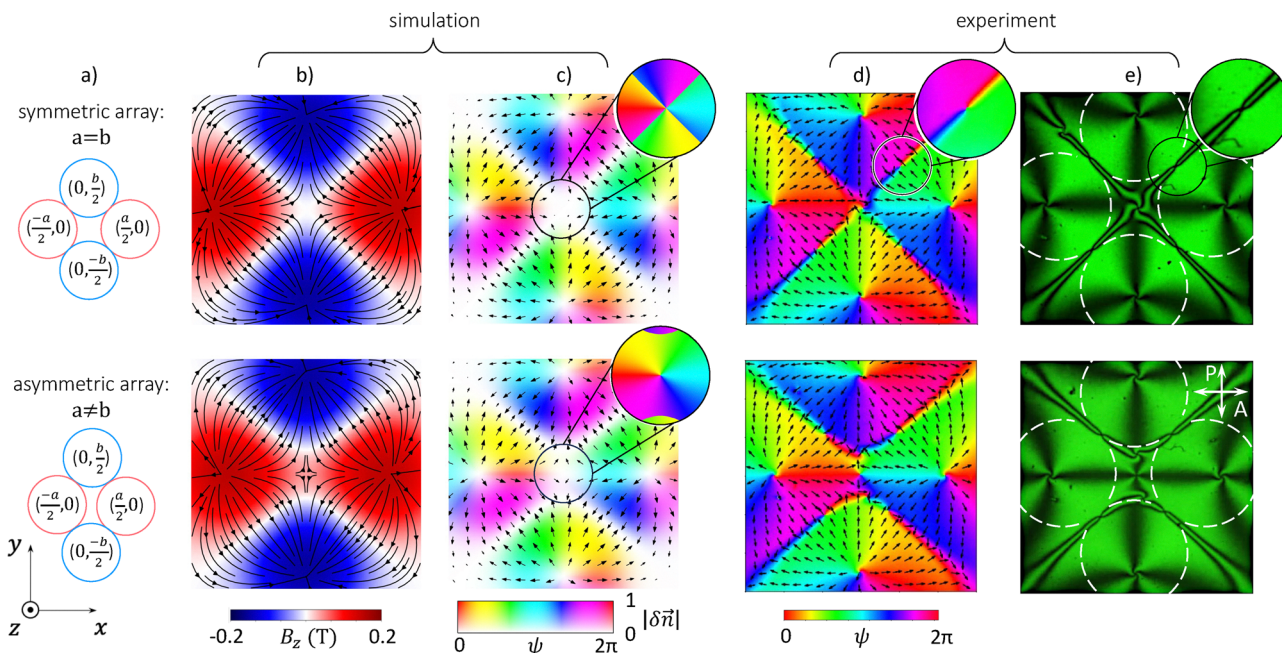 simulation
experiment
a)
b)
c)
d)
e)
symmetric array:
a=b
(0, b/2)
(-a/2, 0)
(a/2, 0)
(0, -b/2)
asymmetric array:
a≠b
(0, b/2)
(-a/2, 0)
(a/2, 0)
(0, -b/2)
P
A
y
z
x
-0.2
B_z (T)
0.2
0
ψ
2π
1
0
|δn⃗|
0
ψ
2π